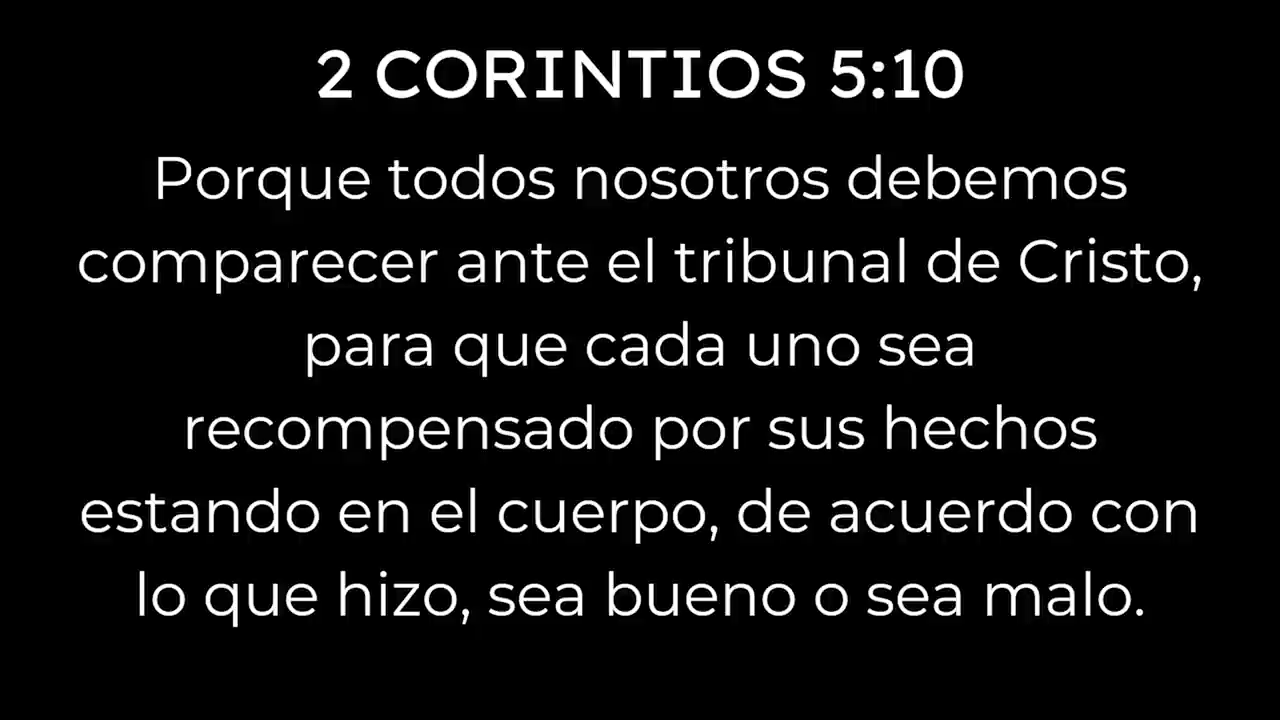 2 CORINTIOS 5:10
Porque todos nosotros debemos
comparecer ante el tribunal de Cristo,
para que cada uno sea
recompensado por sus hechos
estando en el cuerpo, de acuerdo con
lo que hizo, sea bueno o sea malo.